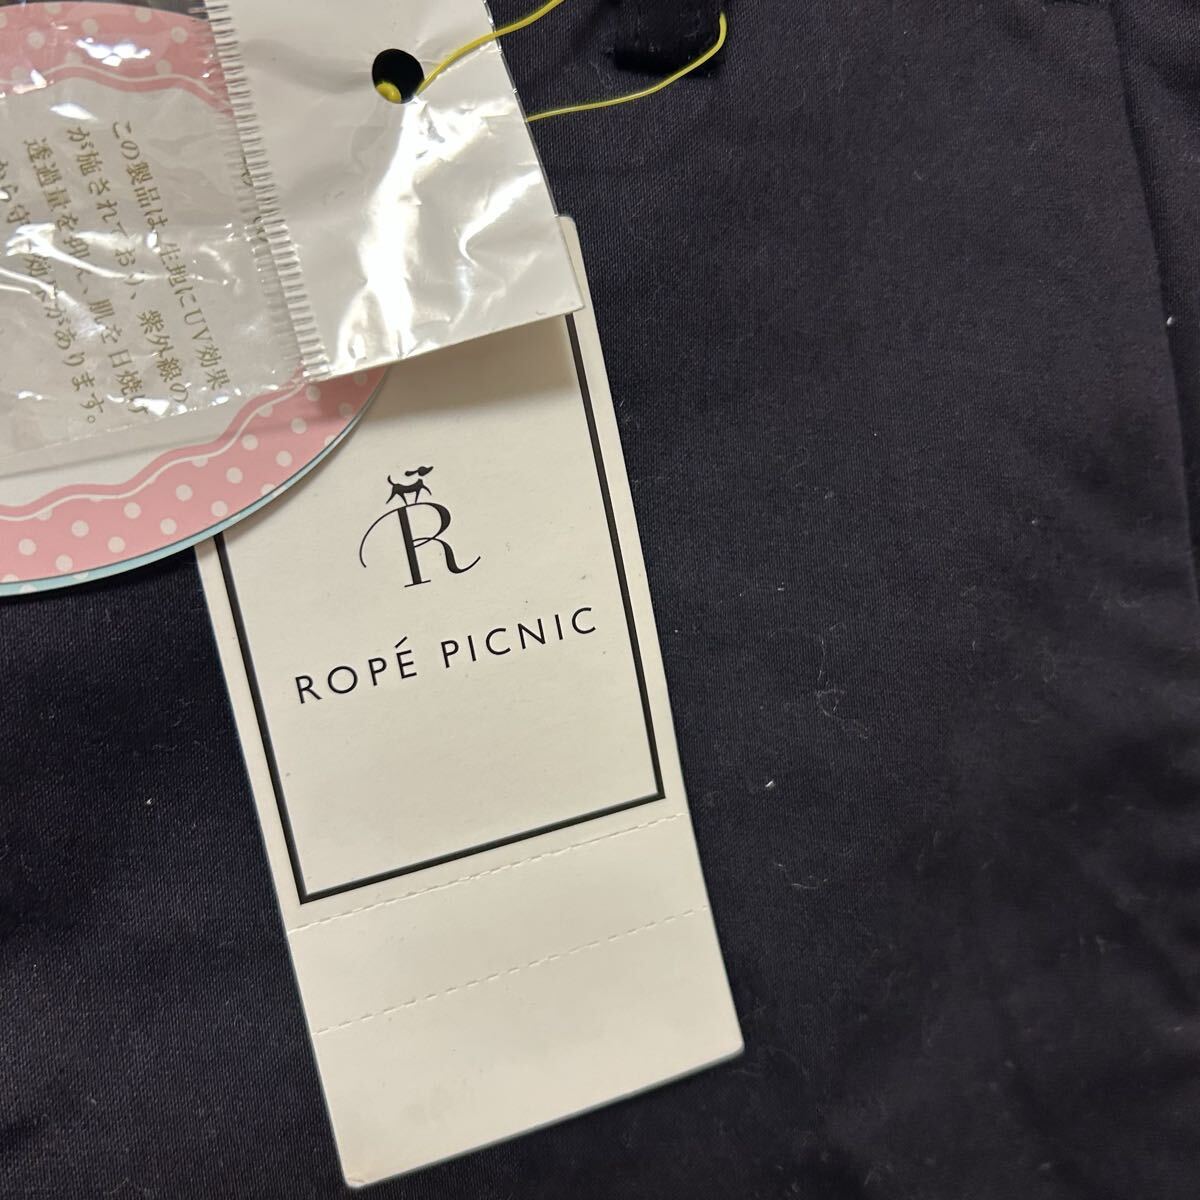 この製品は、生地にUV効果
が施されており、紫外線の
透過量を抑え、肌を日焼け
から守る効果があります。
R
ROPÉ PICNIC